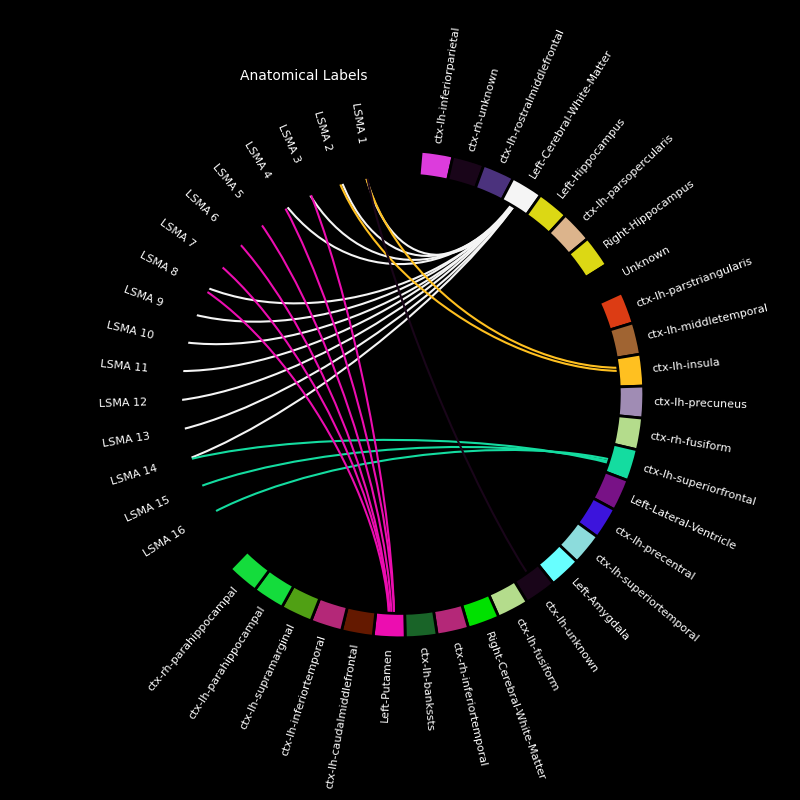 Anatomical Labels
LSMA 1
LSMA 2
LSMA 3
LSMA 4
LSMA 5
LSMA 6
LSMA 7
LSMA 8
LSMA 9
LSMA 10
LSMA 11
LSMA 12
LSMA 13
LSMA 14
LSMA 15
LSMA 16
ctx-rh-parahippocampal
ctx-lh-parahippocampal
ctx-lh-supramarginal
ctx-lh-inferiortemporal
ctx-lh-caudalmiddlefrontal
Left-Putamen
ctx-lh-bankssts
ctx-rh-inferiortemporal
Right-Cerebral-White-Matter
ctx-lh-fusiform
ctx-lh-unknown
Left-Amygdala
ctx-lh-superiortemporal
ctx-lh-precentral
Left-Lateral-Ventricle
ctx-lh-superiorfrontal
ctx-rh-fusiform
ctx-lh-precuneus
ctx-lh-insula
ctx-lh-middletemporal
ctx-lh-parstriangularis
Unknown
Right-Hippocampus
ctx-lh-parsopercularis
Left-Hippocampus
Left-Cerebral-White-Matter
ctx-lh-rostralmiddlefrontal
ctx-rh-unknown
ctx-lh-inferiorparietal